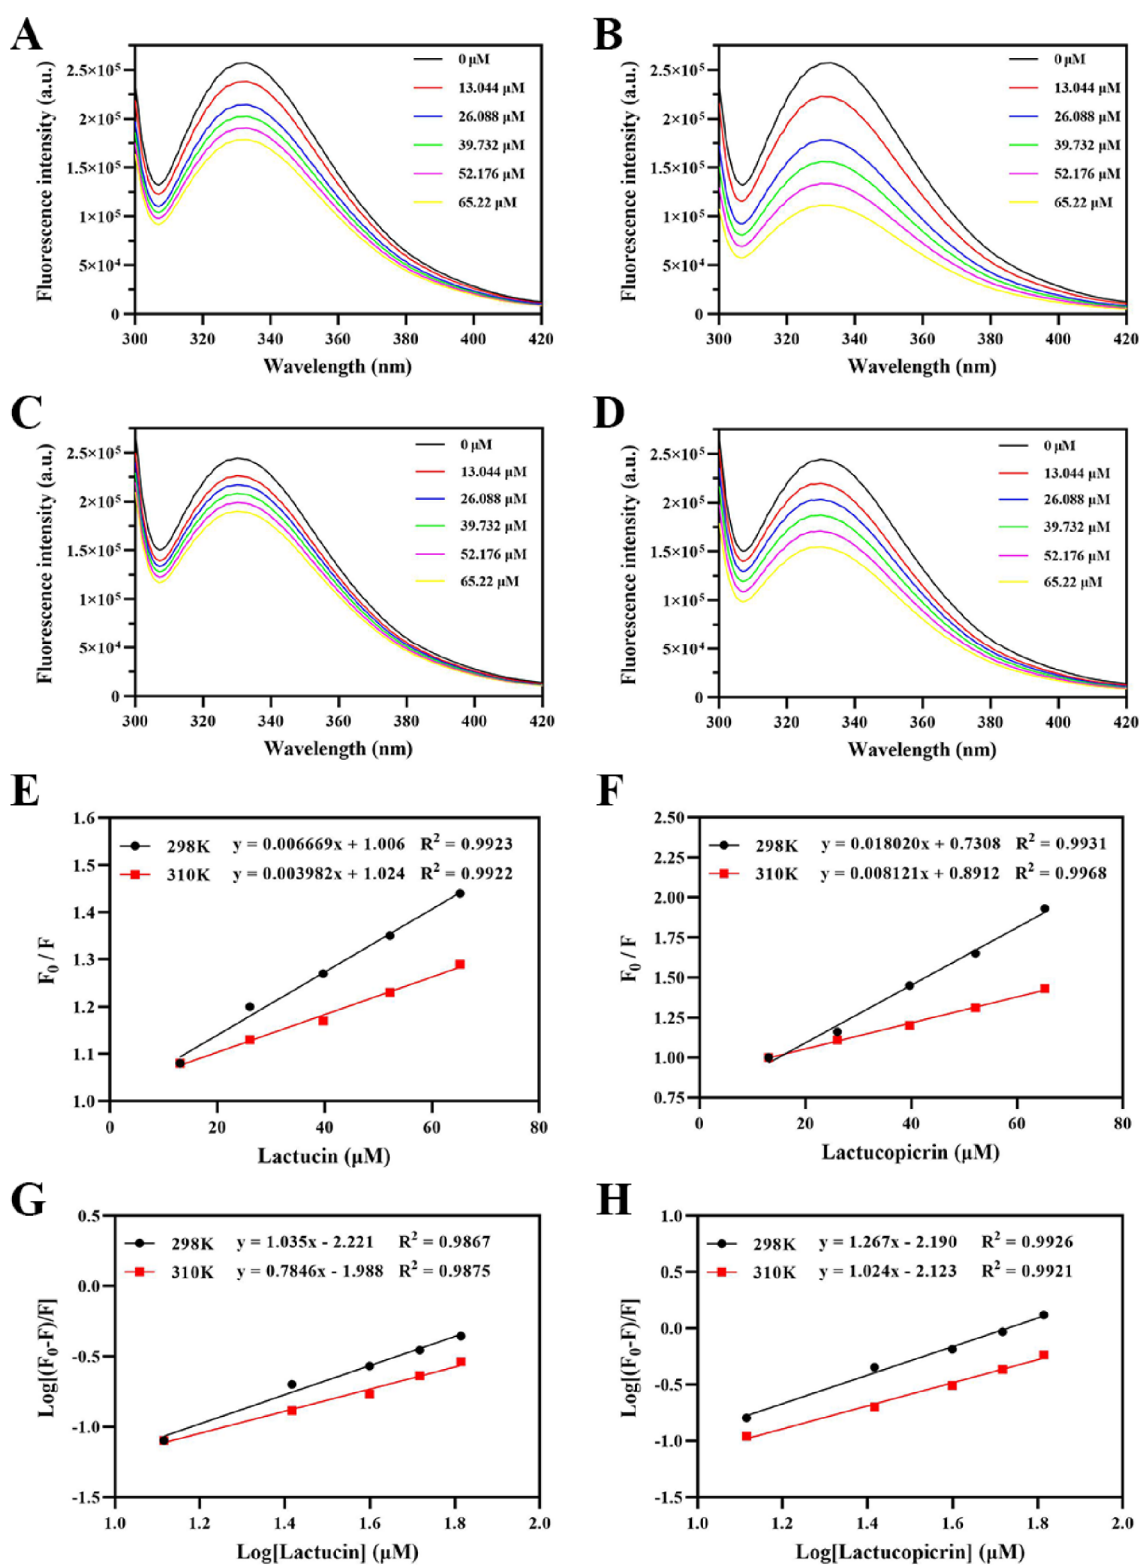 A
B
Fluorescence intensity (a.u.)
2.5×10⁵
2×10⁵
1.5×10⁵
1×10⁵
5×10⁴
0
0 µM
13.044 µM
26.088 µM
39.732 µM
52.176 µM
65.22 µM
300 320 340 360 380 400 420
Wavelength (nm)
Fluorescence intensity (a.u.)
2.5×10⁵
2×10⁵
1.5×10⁵
1×10⁵
5×10⁴
0
0 µM
13.044 µM
26.088 µM
39.732 µM
52.176 µM
65.22 µM
300 320 340 360 380 400 420
Wavelength (nm)
C
D
Fluorescence intensity (a.u.)
2.5×10⁵
2×10⁵
1.5×10⁵
1×10⁵
5×10⁴
0
0 µM
13.044 µM
26.088 µM
39.732 µM
52.176 µM
65.22 µM
300 320 340 360 380 400 420
Wavelength (nm)
Fluorescence intensity (a.u.)
2.5×10⁵
2×10⁵
1.5×10⁵
1×10⁵
5×10⁴
0
0 µM
13.044 µM
26.088 µM
39.732 µM
52.176 µM
65.22 µM
300 320 340 360 380 400 420
Wavelength (nm)
E
F
F₀ / F
1.6
1.5
1.4
1.3
1.2
1.1
1.0
298K y = 0.006669x + 1.006 R² = 0.9923
310K y = 0.003982x + 1.024 R² = 0.9922
0 20 40 60 80
Lactucin (µM)
F₀ / F
2.50
2.25
2.00
1.75
1.50
1.25
1.00
0.75
298K y = 0.018020x + 0.7308 R² = 0.9931
310K y = 0.008121x + 0.8912 R² = 0.9968
0 20 40 60 80
Lactucopicrin (µM)
G
H
Log[(F₀-F)/F]
0.5
0.0
-0.5
-1.0
-1.5
298K y = 1.035x - 2.221 R² = 0.9867
310K y = 0.7846x - 1.988 R² = 0.9875
1.0 1.2 1.4 1.6 1.8 2.0
Log[Lactucin] (µM)
Log[(F₀-F)/F]
1.0
0.5
0.0
-0.5
-1.0
-1.5
298K y = 1.267x - 2.190 R² = 0.9926
310K y = 1.024x - 2.123 R² = 0.9921
1.0 1.2 1.4 1.6 1.8 2.0
Log[Lactucopicrin] (µM)